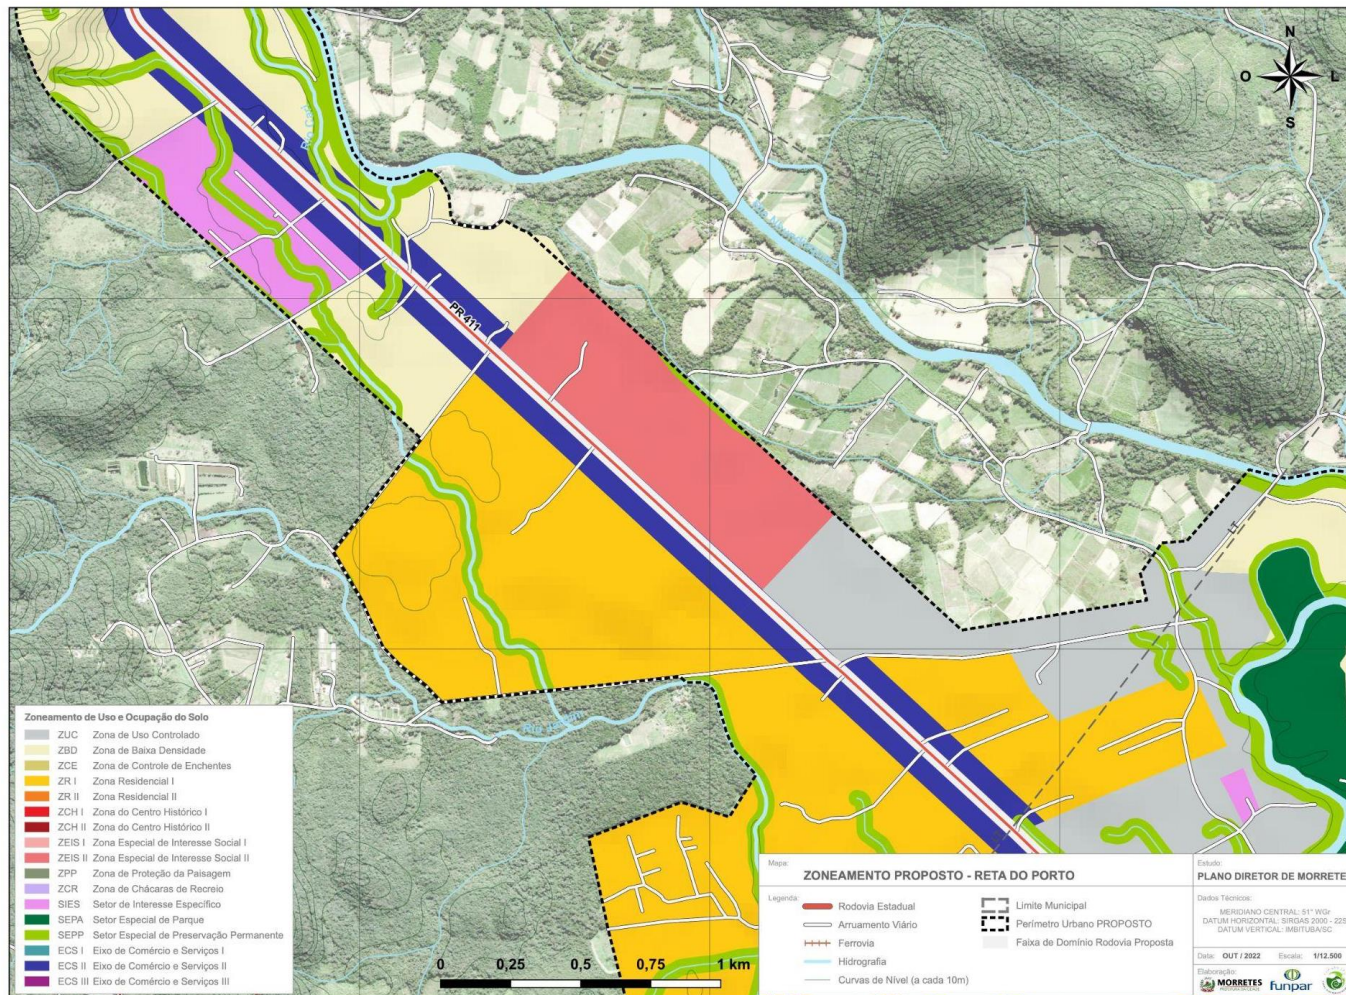 N
O
L
S
Rio
PR 411
LT
Zoneamento de Uso e Ocupação do Solo
ZUC Zona de Uso Controlado
ZBD Zona de Baixa Densidade
ZCE Zona de Controle de Enchentes
ZR I Zona Residencial I
ZR II Zona Residencial II
ZCH I Zona do Centro Histórico I
ZCH II Zona do Centro Histórico II
ZEIS I Zona Especial de Interesse Social I
ZEIS II Zona Especial de Interesse Social II
ZPP Zona de Proteção da Paisagem
ZCR Zona de Chácaras de Recreio
SIES Setor de Interesse Específico
SEPA Setor Especial de Parque
SEPP Setor Especial de Preservação Permanente
ECS I Eixo de Comércio e Serviços I
ECS II Eixo de Comércio e Serviços II
ECS III Eixo de Comércio e Serviços III
0 0,25 0,5 0,75 1 km
Mapa:
ZONEAMENTO PROPOSTO - RETA DO PORTO
Legenda:
Rodovia Estadual
Arruamento Viário
Ferrovia
Hidrografia
Curvas de Nível (a cada 10m)
Limite Municipal
Perímetro Urbano PROPOSTO
Faixa de Domínio Rodovia Proposta
Estudo:
PLANO DIRETOR DE MORRETE
Dados Técnicos:
MERIDIANO CENTRAL: 51° WGr
DATUM HORIZONTAL: SIRGAS 2000 - 22S
DATUM VERTICAL: IMBITUBA/SC
Data: OUT / 2022 Escala: 1/12.500
Elaboração:
MORRETES
funpar